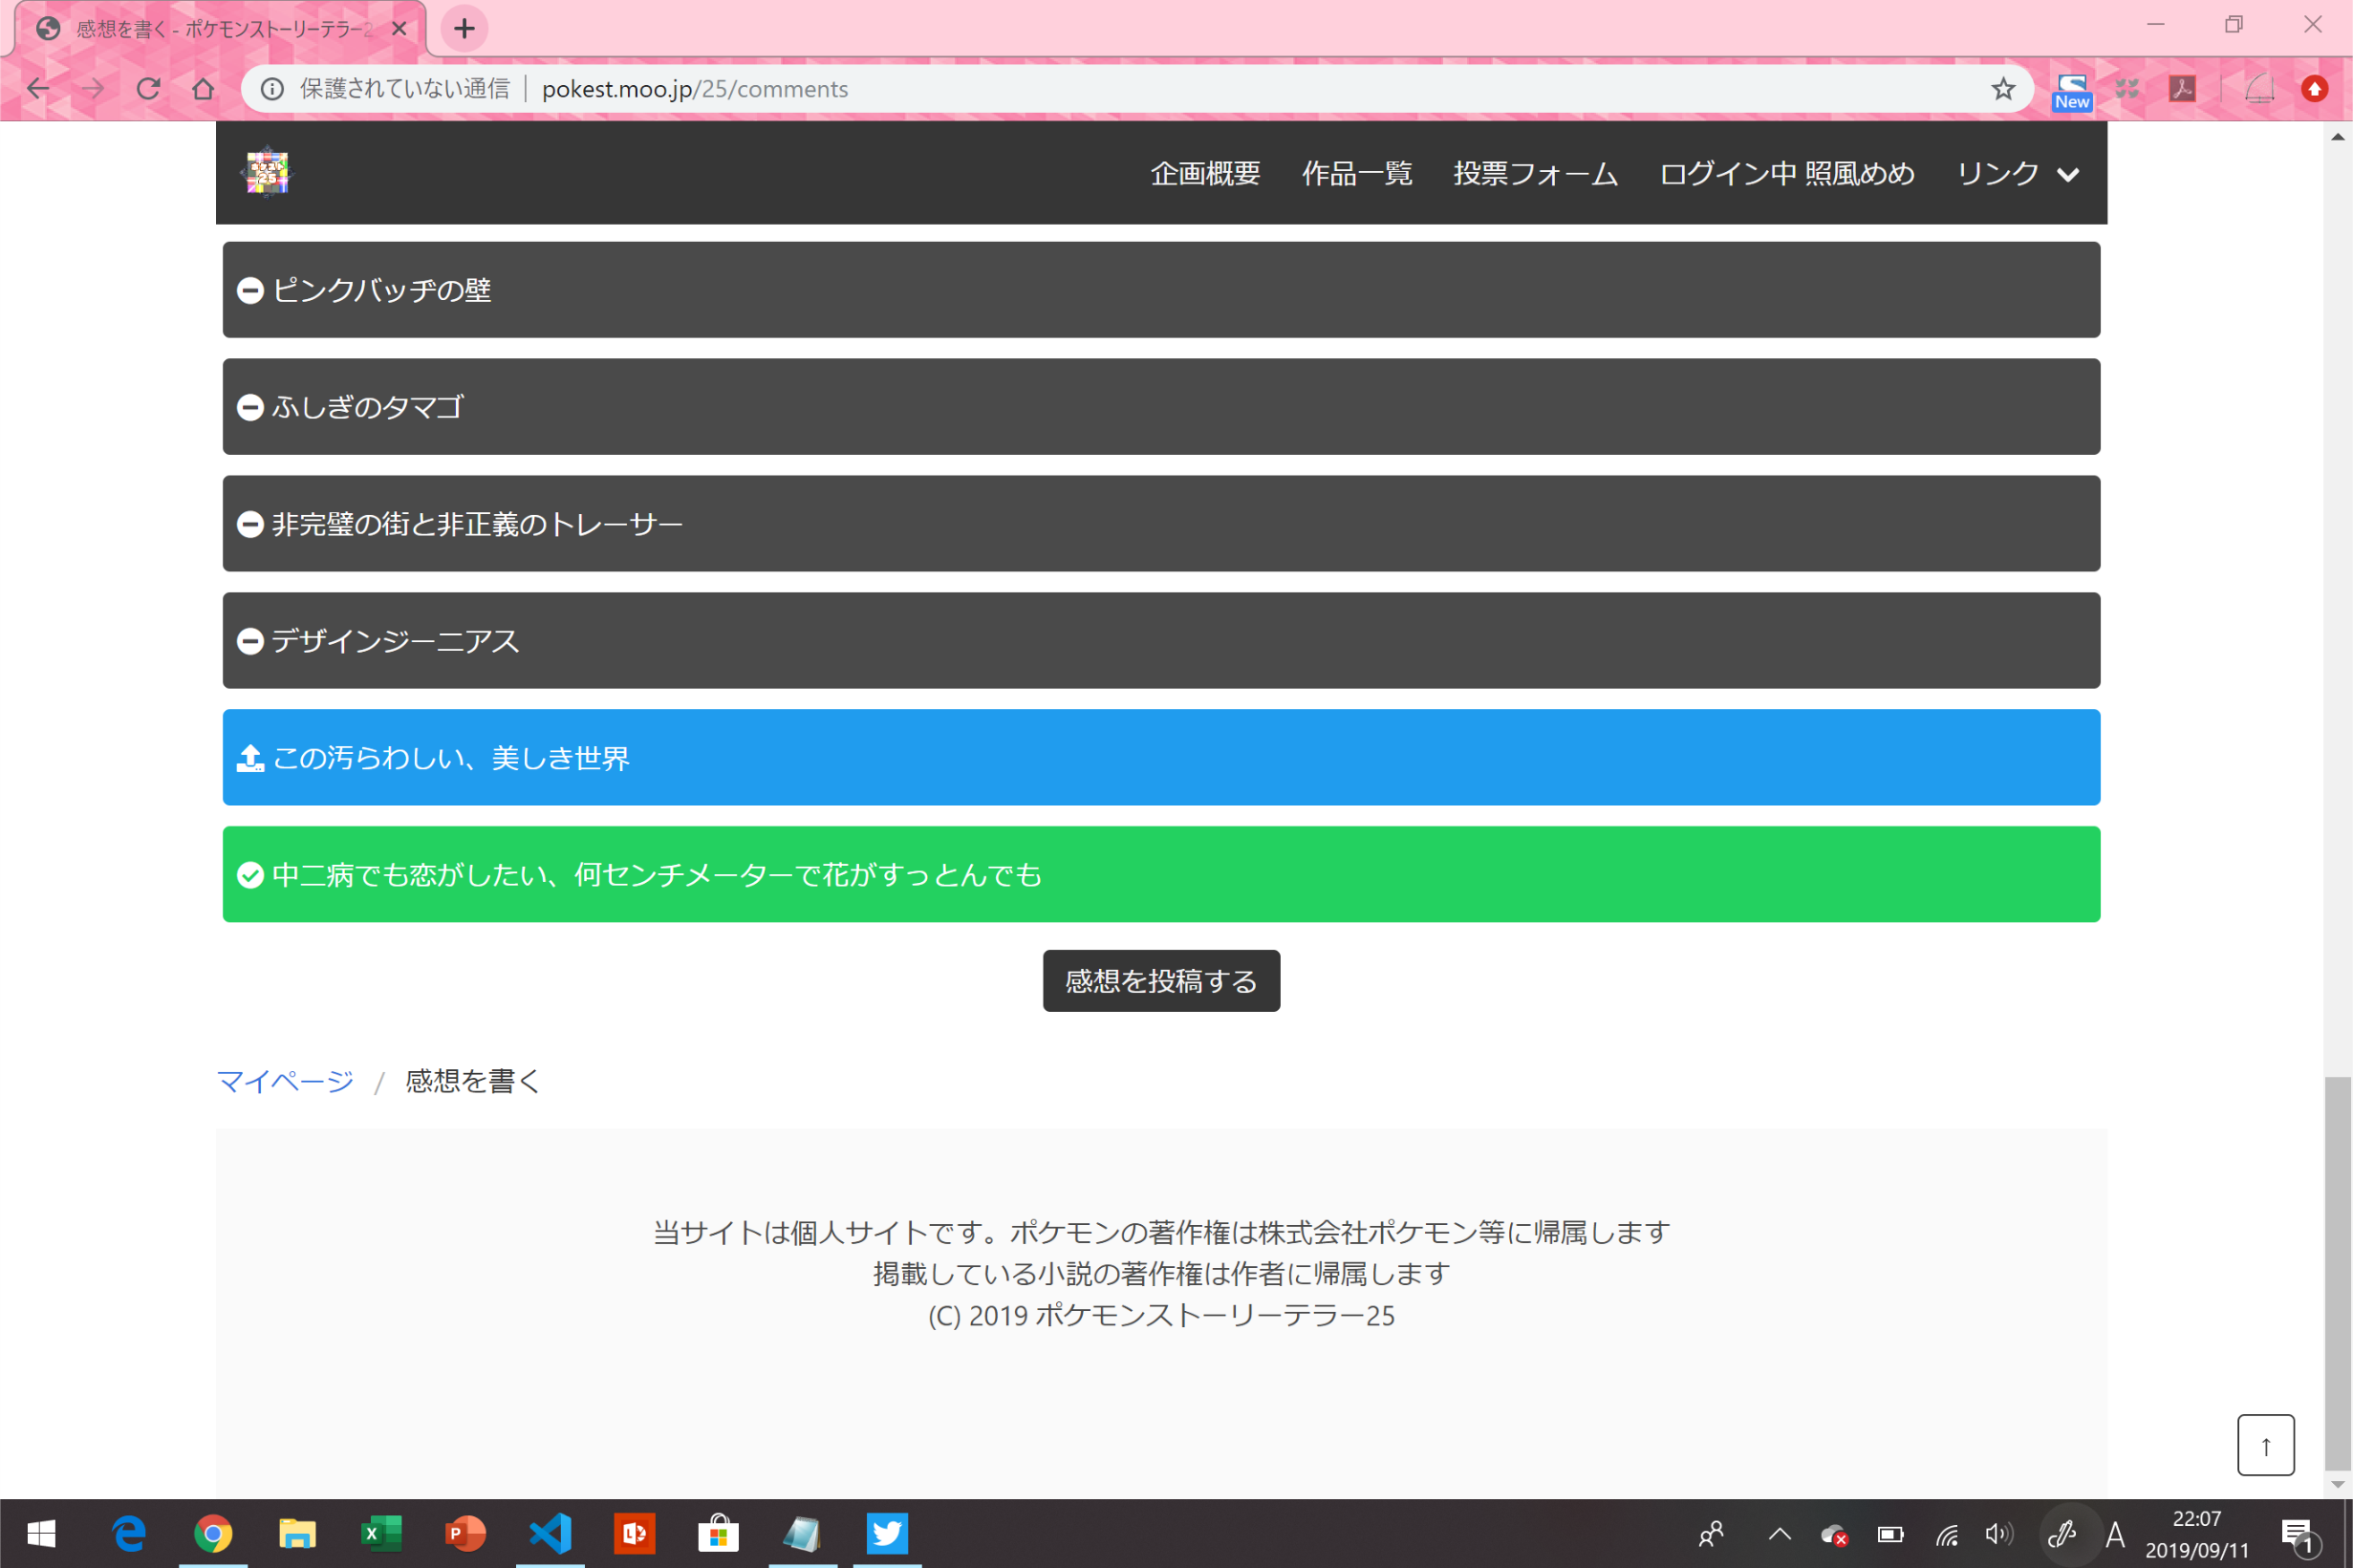 感想を書く - ポケモンストーリーテラー2
保護されていない通信 pokest.moo.jp/25/comments
New
25
企画概要 作品一覧 投票フォーム ログイン中 照風めめ リンク
ピンクバッヂの壁
ふしぎのタマゴ
非完璧の街と非正義のトレーサー
デザインジーニアス
この汚らわしい、美しき世界
中二病でも恋がしたい、何センチメーターで花がすっとんでも
感想を投稿する
マイページ / 感想を書く
当サイトは個人サイトです。ポケモンの著作権は株式会社ポケモン等に帰属します
掲載している小説の著作権は作者に帰属します
(C) 2019 ポケモンストーリーテラー25
↑
A
22:07
2019/09/11
1